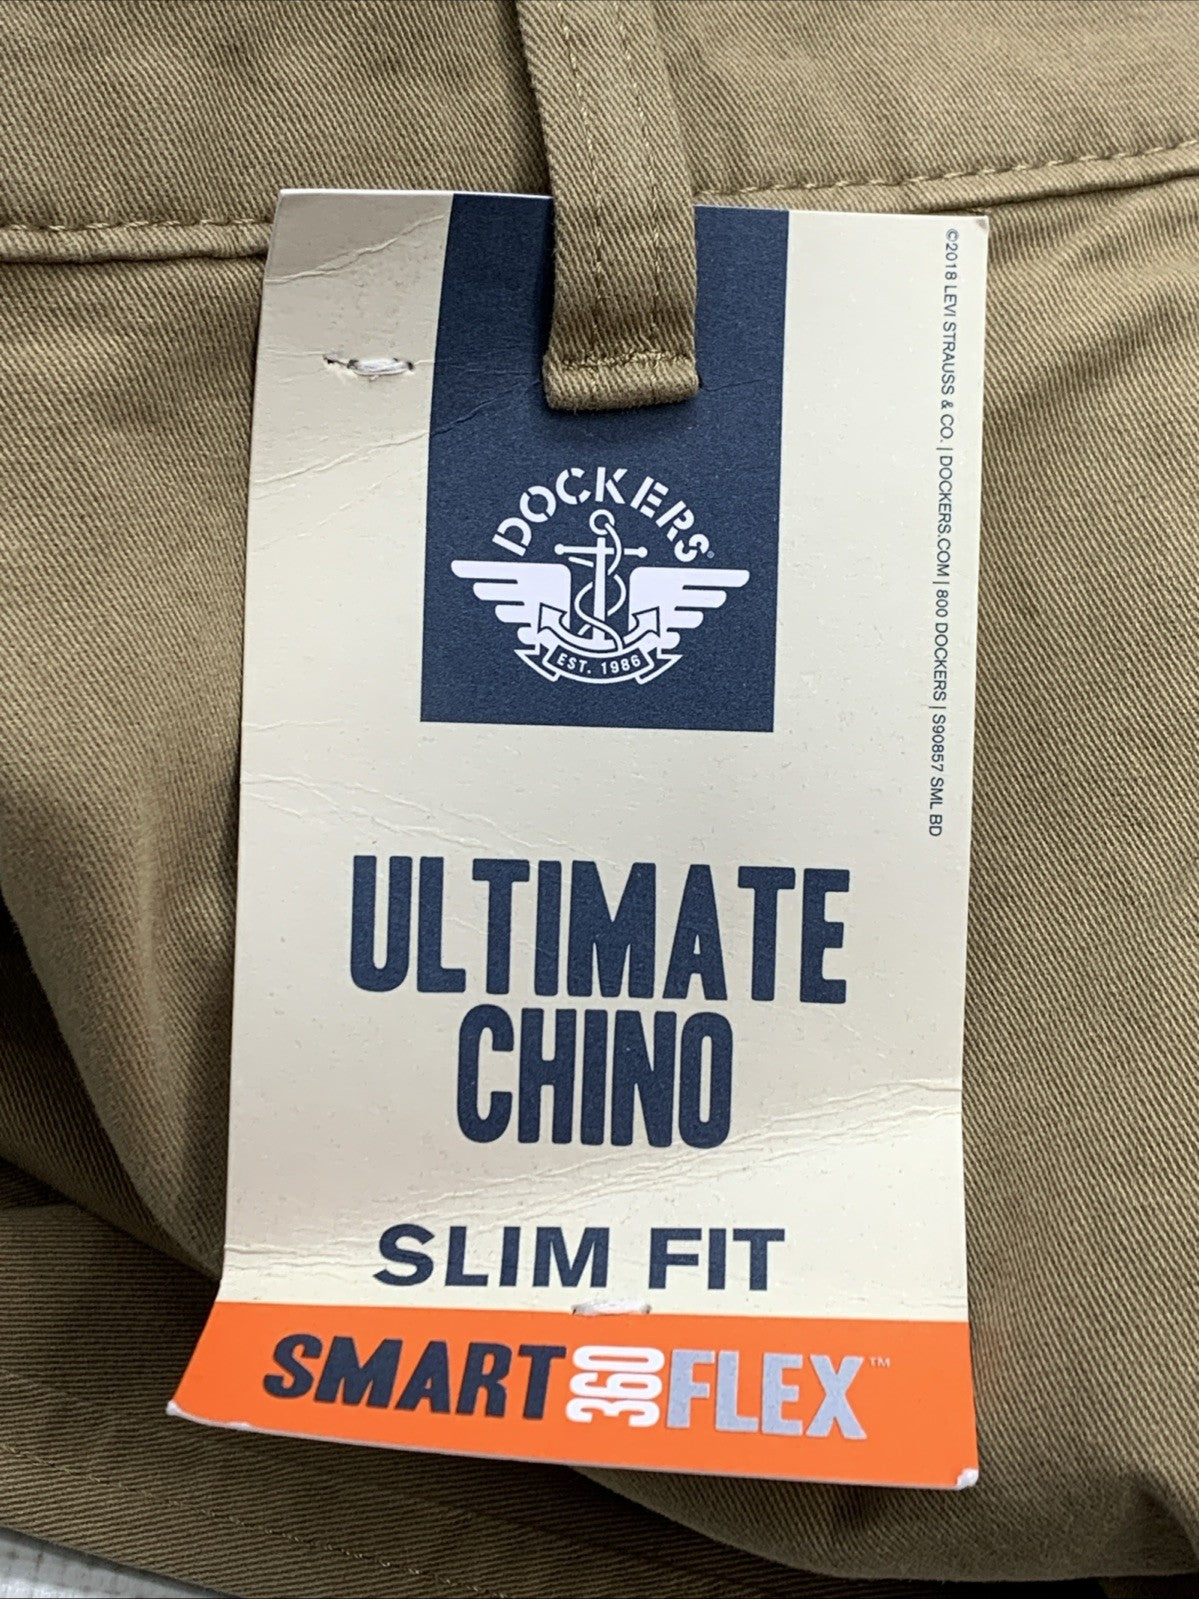 DOCKERS®
EST. 1986
©2018 LEVI STRAUSS & CO. | DOCKERS.COM | 800 DOCKERS | S90857 SML BD
ULTIMATE
CHINO
SLIM FIT
SMART 360 FLEX™